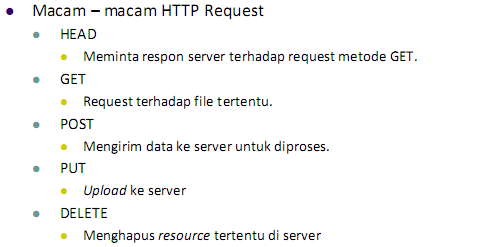 Macam – macam HTTP Request
HEAD
Meminta respon server terhadap request metode GET.
GET
Request terhadap file tertentu.
POST
Mengirim data ke server untuk diproses.
PUT
Upload ke server
DELETE
Menghapus resource tertentu di server